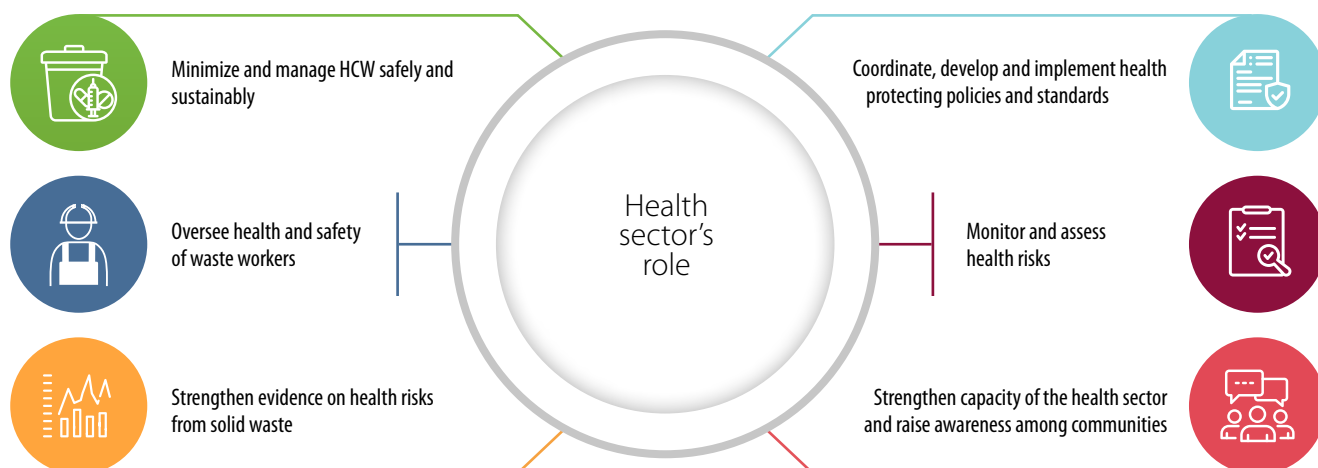 Minimize and manage HCW safely and
sustainably
Oversee health and safety
of waste workers
Strengthen evidence on health risks
from solid waste
Health
sector’s
role
Coordinate, develop and implement health
protecting policies and standards
Monitor and assess
health risks
Strengthen capacity of the health sector
and raise awareness among communities